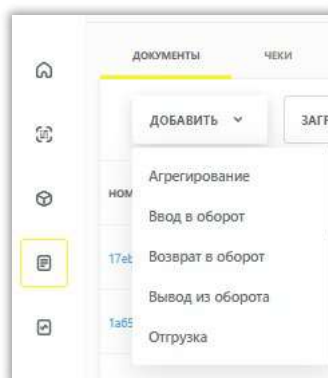 ДОКУМЕНТЫ ЧЕКИ
ДОБАВИТЬ ЗАГР
НОМ
Агрегирование
Ввод в оборот
17eb Возврат в оборот
Вывод из оборота
1a65
Отгрузка